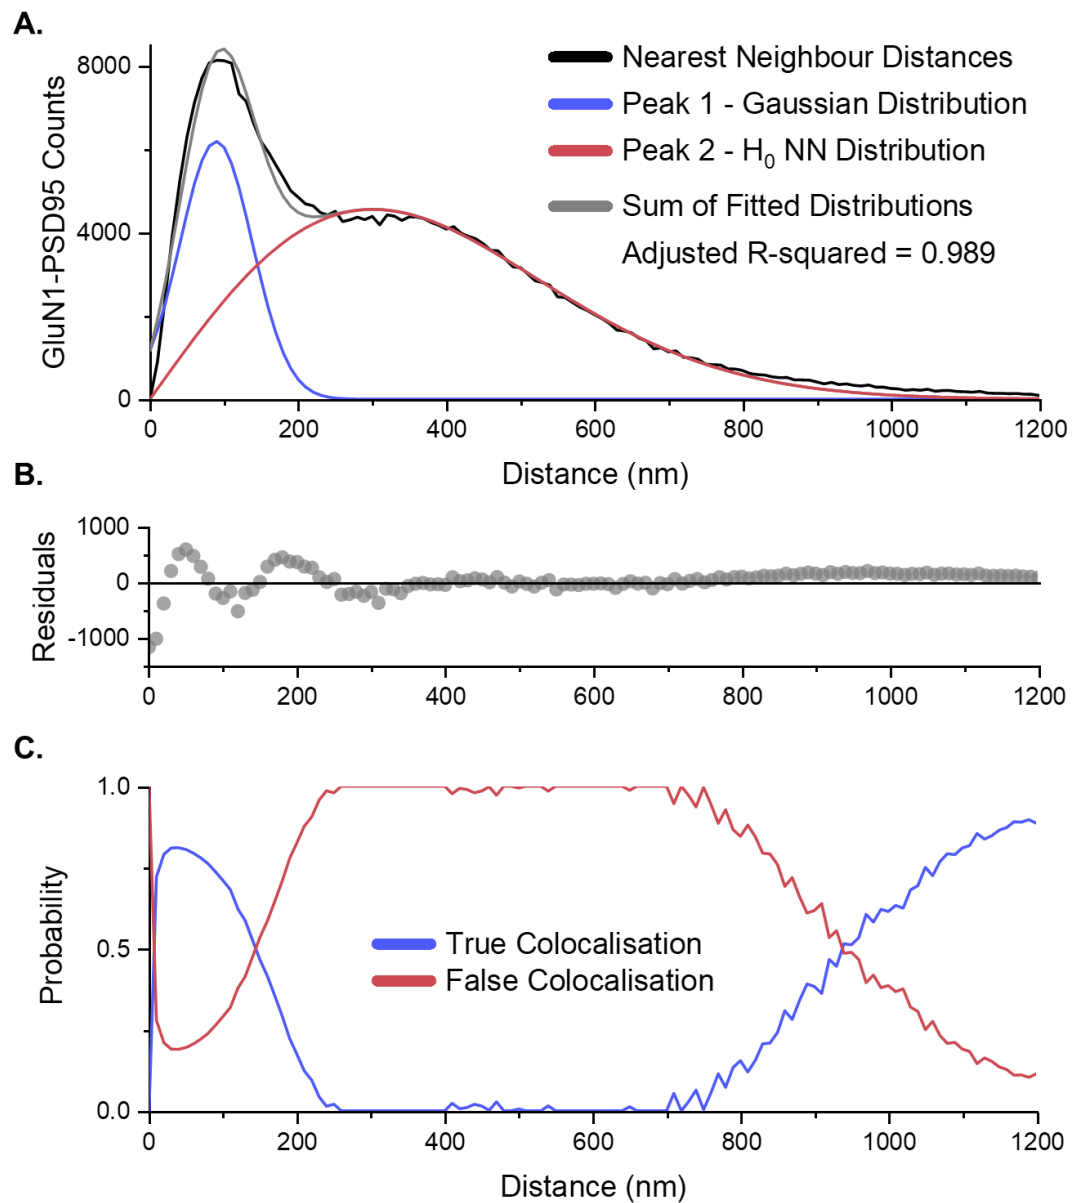 A.
8000
4000
0
GluN1-PSD95 Counts
Nearest Neighbour Distances
Peak 1 - Gaussian Distribution
Peak 2 - H₀ NN Distribution
Sum of Fitted Distributions
Adjusted R-squared = 0.989
0 200 400 600 800 1000 1200
Distance (nm)
B.
1000
0
-1000
Residuals
0 200 400 600 800 1000 1200
C.
1.0
0.5
0.0
Probability
True Colocalisation
False Colocalisation
0 200 400 600 800 1000 1200
Distance (nm)